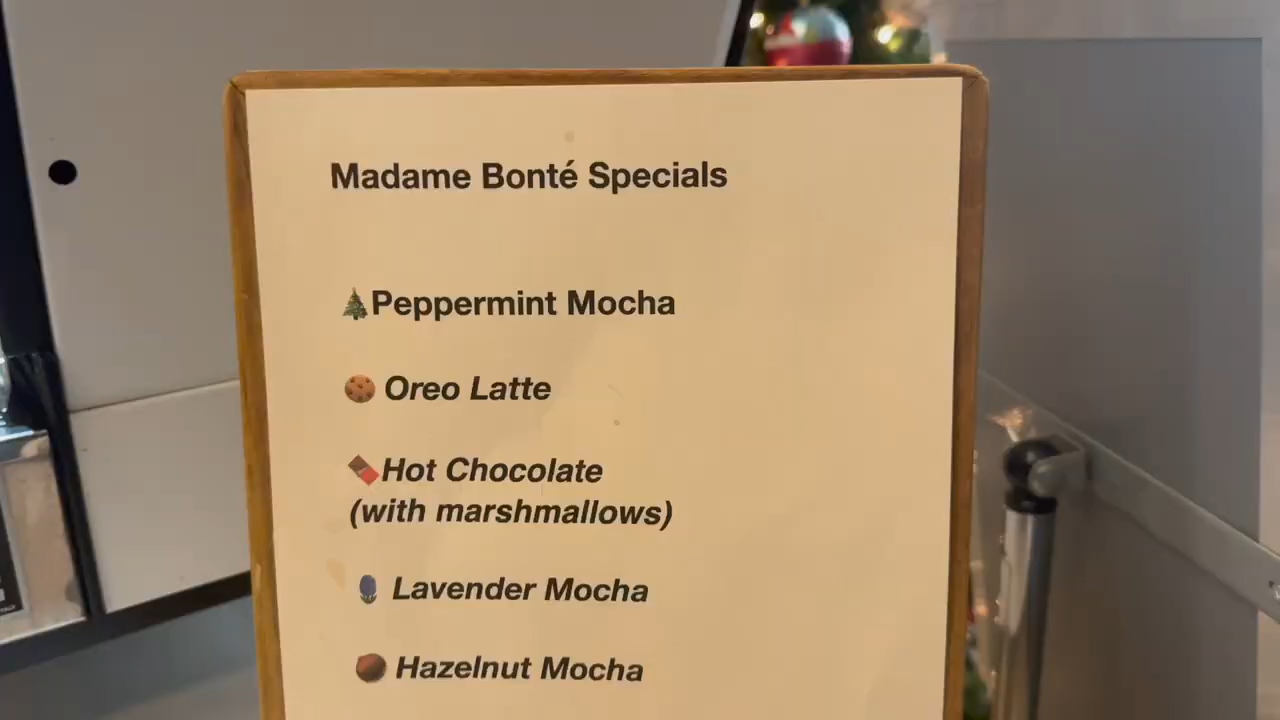 Madame Bonté Specials
🎄Peppermint Mocha
🍪 Oreo Latte
🍫Hot Chocolate
(with marshmallows)
🪻 Lavender Mocha
🌰 Hazelnut Mocha